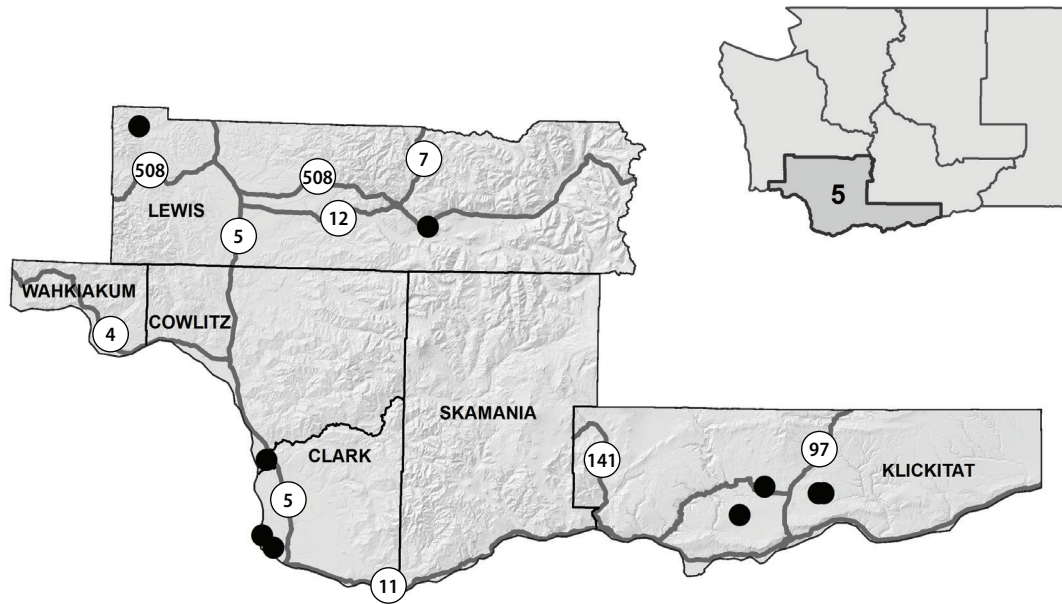 5
7
508
508
LEWIS
12
5
WAHKIAKUM
COWLITZ
4
SKAMANIA
CLARK
97
141
KLICKITAT
5
11